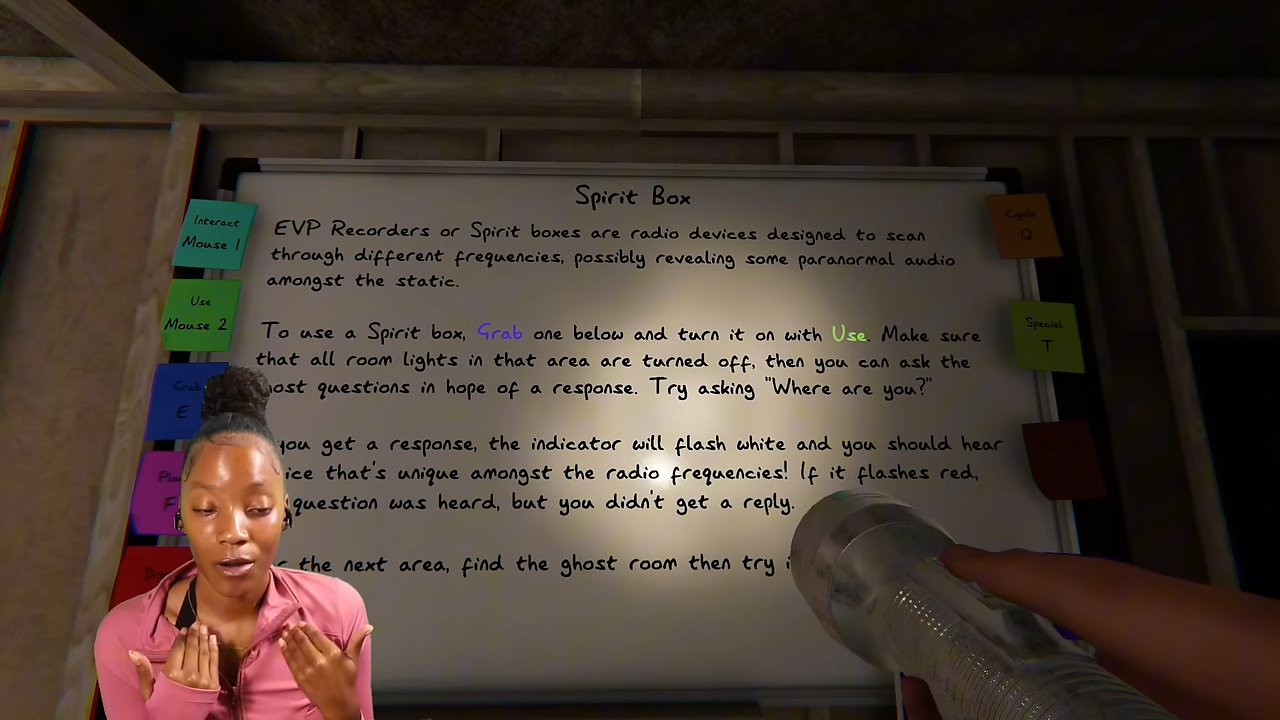 Spirit Box
EVP Recorders or Spirit boxes are radio devices designed to scan
through different frequencies, possibly revealing some paranormal audio
amongst the static.
To use a Spirit box, Grab one below and turn it on with Use. Make sure
that all room lights in that area are turned off, then you can ask the
questions in hope of a response. Try asking "Where are you?"
you get a response, the indicator will flash white and you should hear
that's unique amongst the radio frequencies! If it flashes red,
question was heard, but you didn't get a reply.
the next area, find the ghost room then try
Interact
Mouse 1
Use
Mouse 2
Grab
E
F
Cycle
Q
Special
T